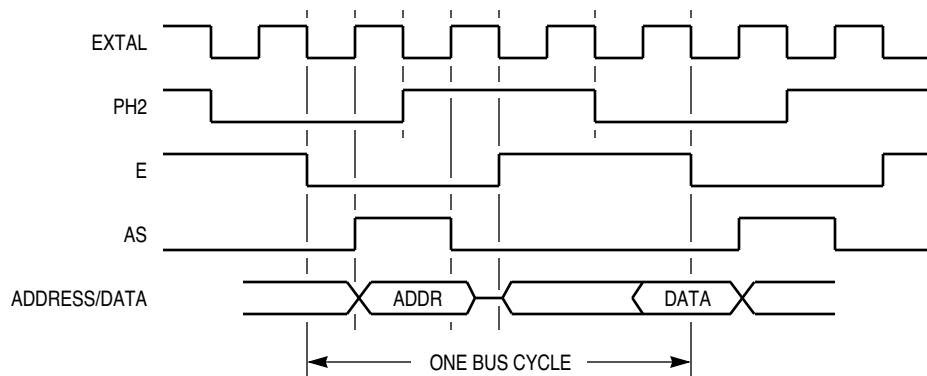 EXTAL
PH2
E
AS
ADDRESS/DATA
ADDR
DATA
ONE BUS CYCLE